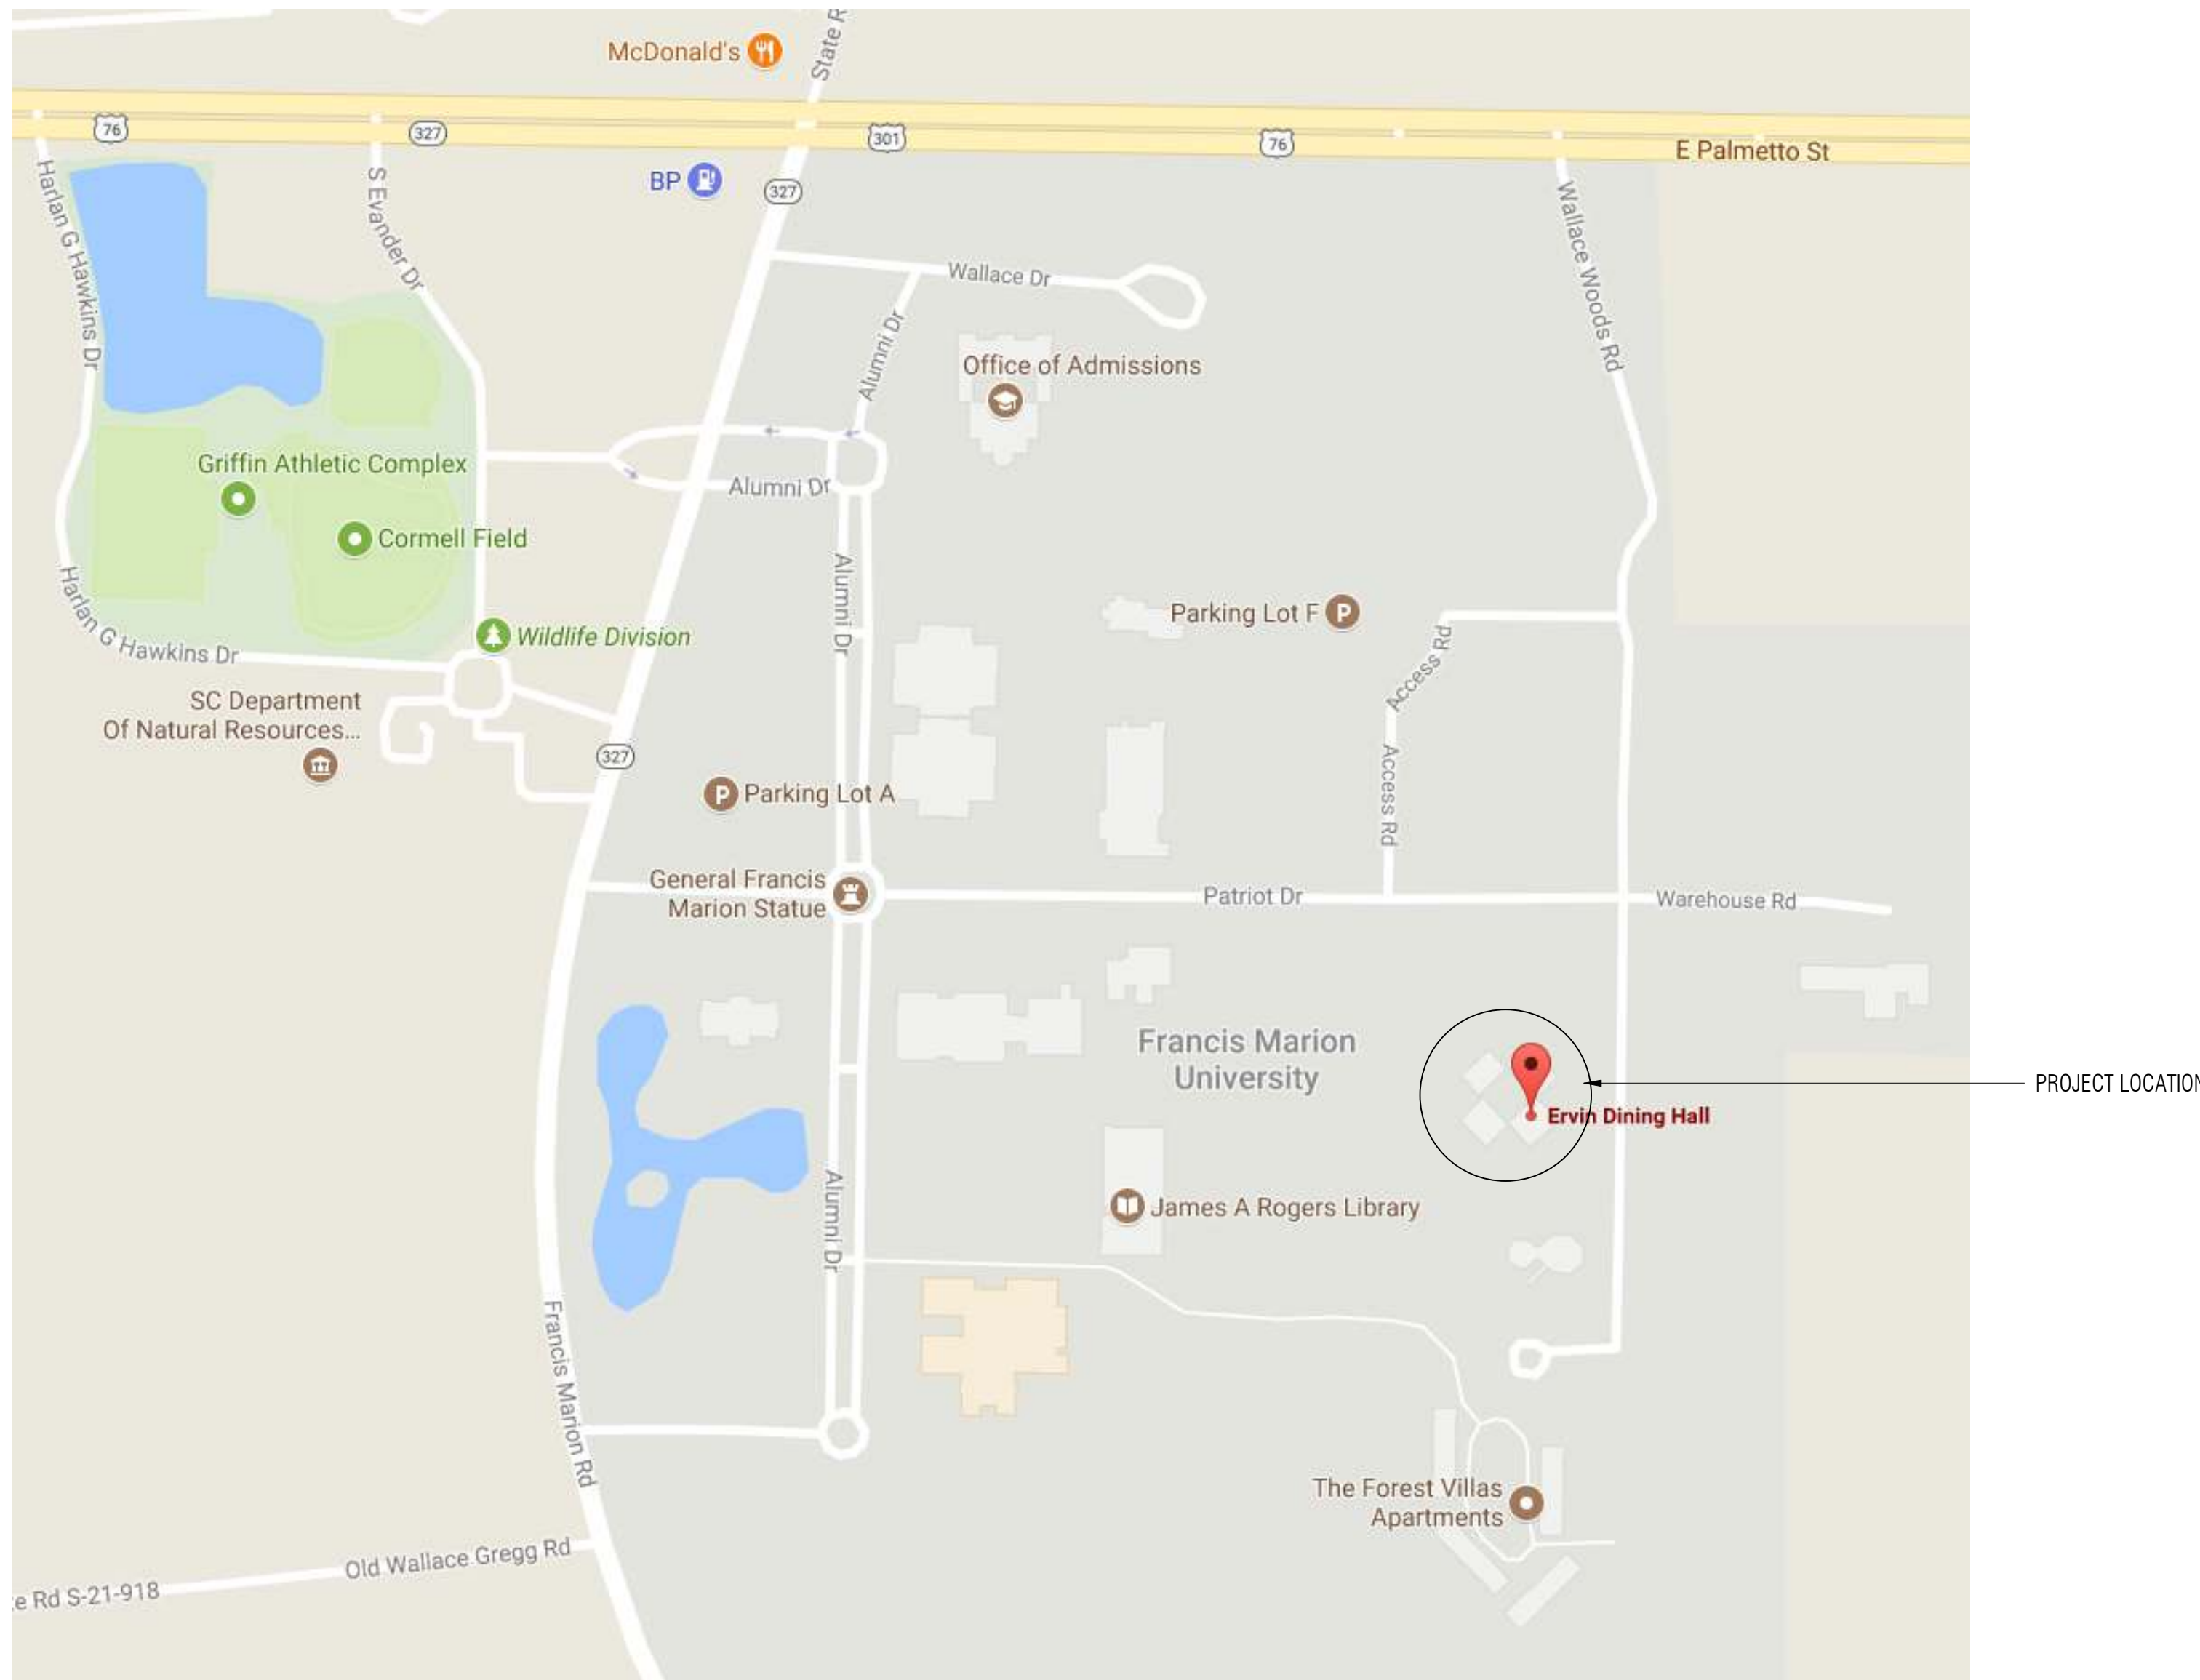 McDonald's
State R
76
327
301
76
E Palmetto St
BP
327
Harlan G Hawkins Dr
S Evander Dr
Wallace Woods Rd
Wallace Dr
Alumni Dr
Office of Admissions
Griffin Athletic Complex
Alumni Dr
Cormell Field
Alumni Dr
Harlan G Hawkins Dr
Parking Lot F
Wildlife Division
Access Rd
SC Department
Of Natural Resources...
327
Access Rd
Parking Lot A
General Francis
Marion Statue
Patriot Dr
Warehouse Rd
Francis Marion
University
PROJECT LOCATION
Ervin Dining Hall
Alumni Dr
James A Rogers Library
Francis Marion Rd
The Forest Villas
Apartments
Old Wallace Gregg Rd
e Rd S-21-918